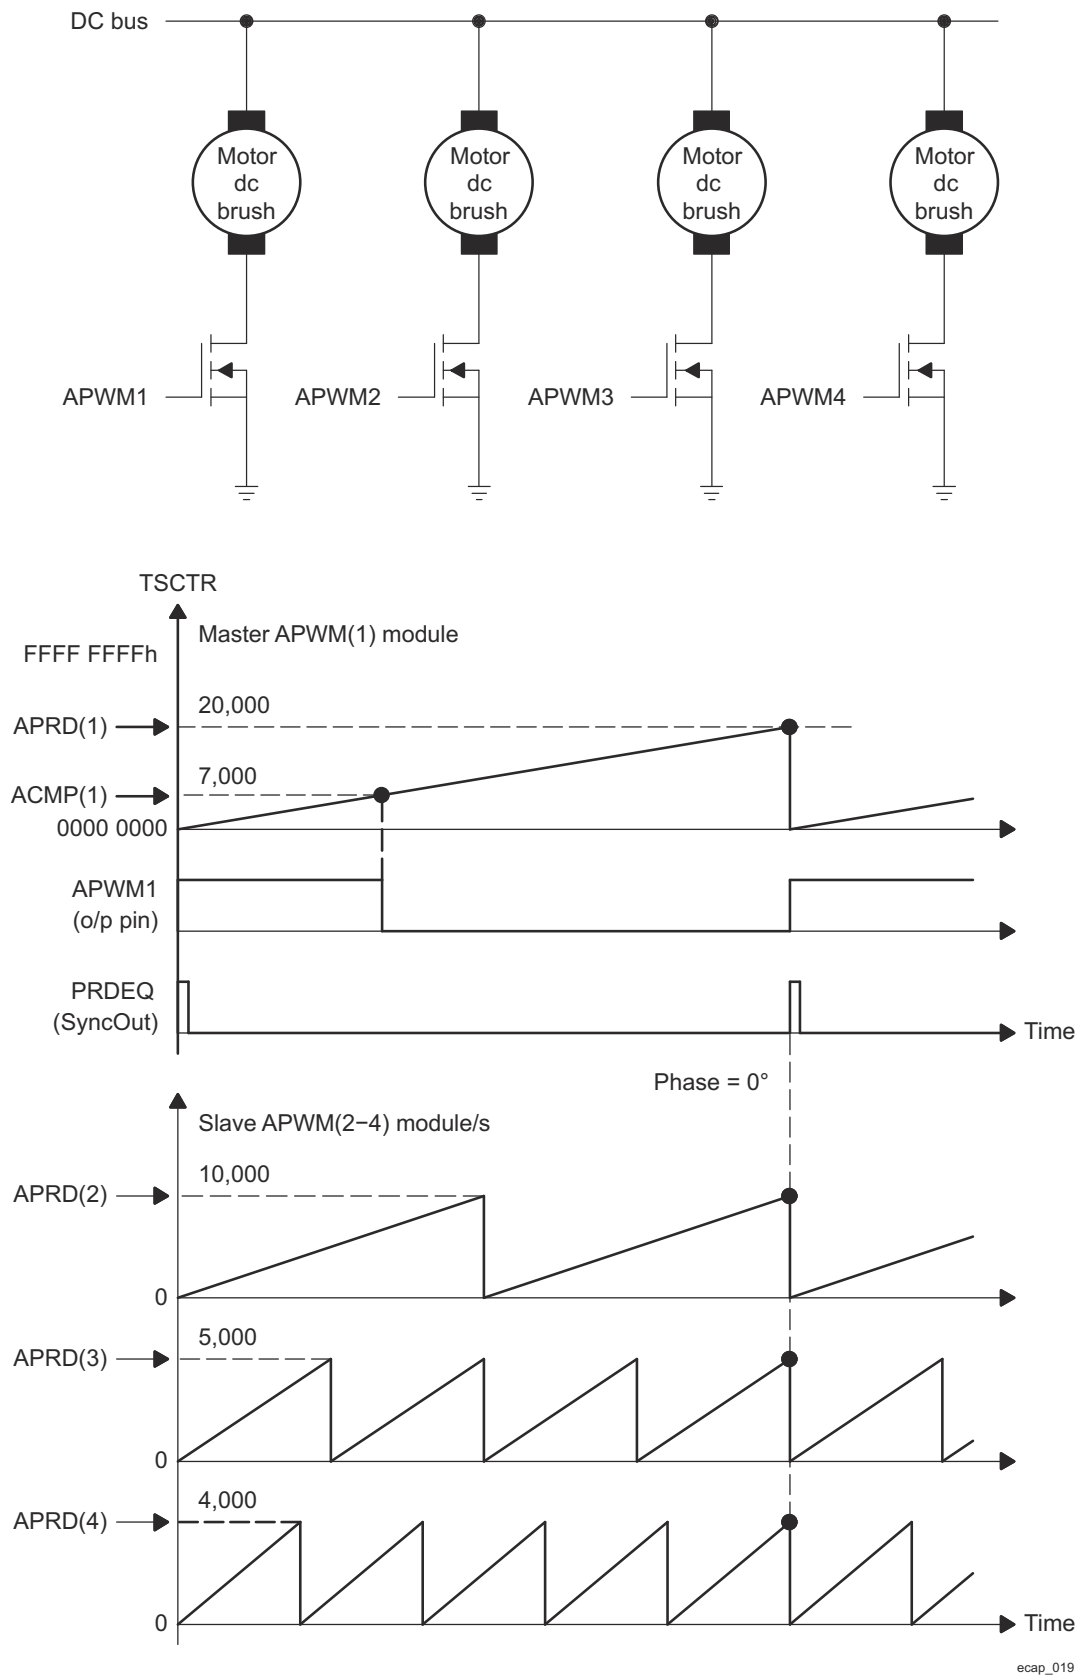 DC bus
Motor
dc
brush
Motor
dc
brush
Motor
dc
brush
Motor
dc
brush
APWM1
APWM2
APWM3
APWM4
TSCTR
Master APWM(1) module
FFFF FFFFh
20,000
APRD(1)
7,000
ACMP(1)
0000 0000
APWM1
(o/p pin)
PRDEQ
(SyncOut)
Time
Phase = 0°
Slave APWM(2−4) module/s
10,000
APRD(2)
0
5,000
APRD(3)
0
4,000
APRD(4)
0
Time
ecap_019